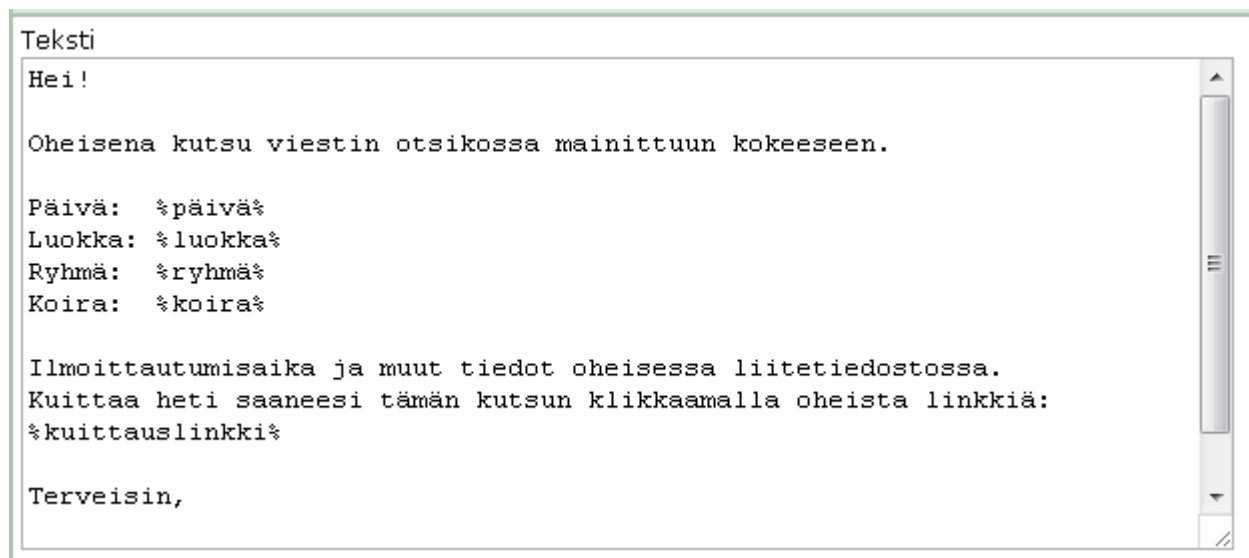 Teksti
Hei!
Oheisena kutsu viestin otsikossa mainittuun kokeeseen.
Päivä:  %päivä%
Luokka: %luokka%
Ryhmä:  %ryhmä%
Koira:  %koira%
Ilmoittautumisaika ja muut tiedot oheisessa liitetiedostossa.
Kuittaa heti saaneesi tämän kutsun klikkaamalla oheista linkkiä:
%kuittauslinkki%
Terveisin,